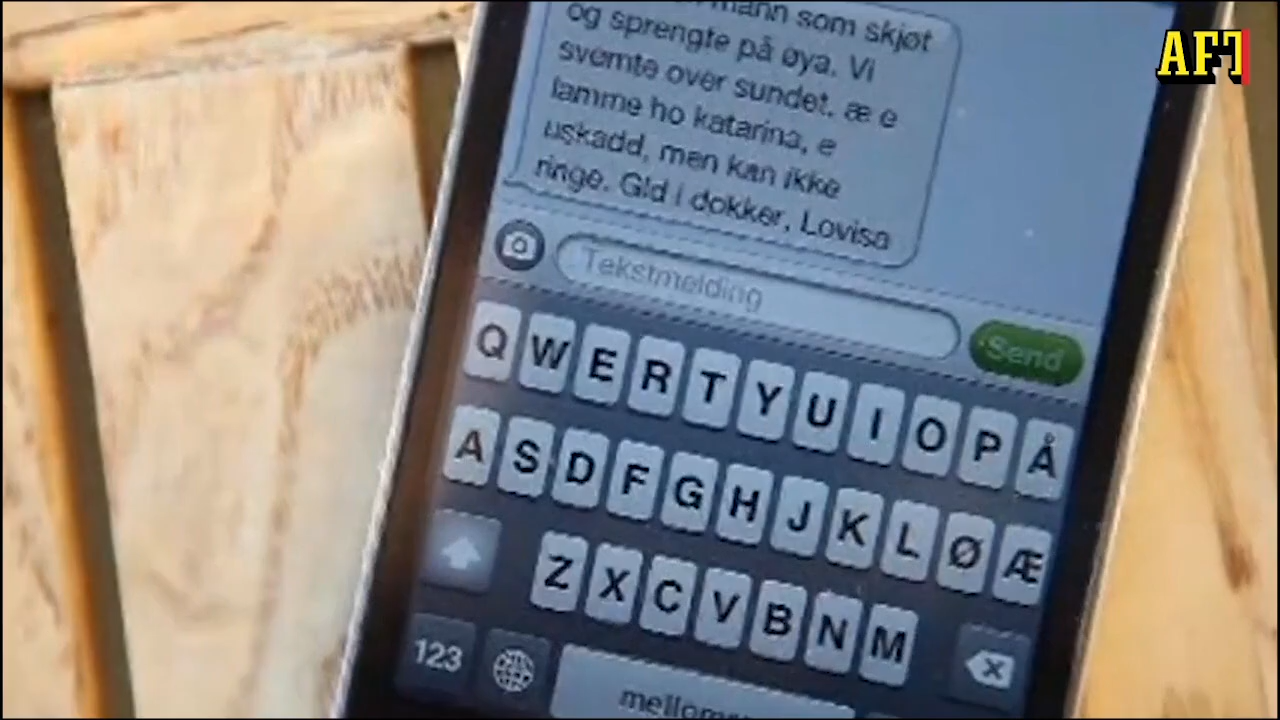 mann som skjøt
og sprengte på øya. Vi
svømte over sundet. æ e
lamme ho katarina, e
uskadd, men kan ikke
ringe. Gld i dokker, Lovisa
Tekstmelding
Send
Q W E R T Y U I O P Å
A S D F G H J K L Ø Æ
Z X C V B N M
123